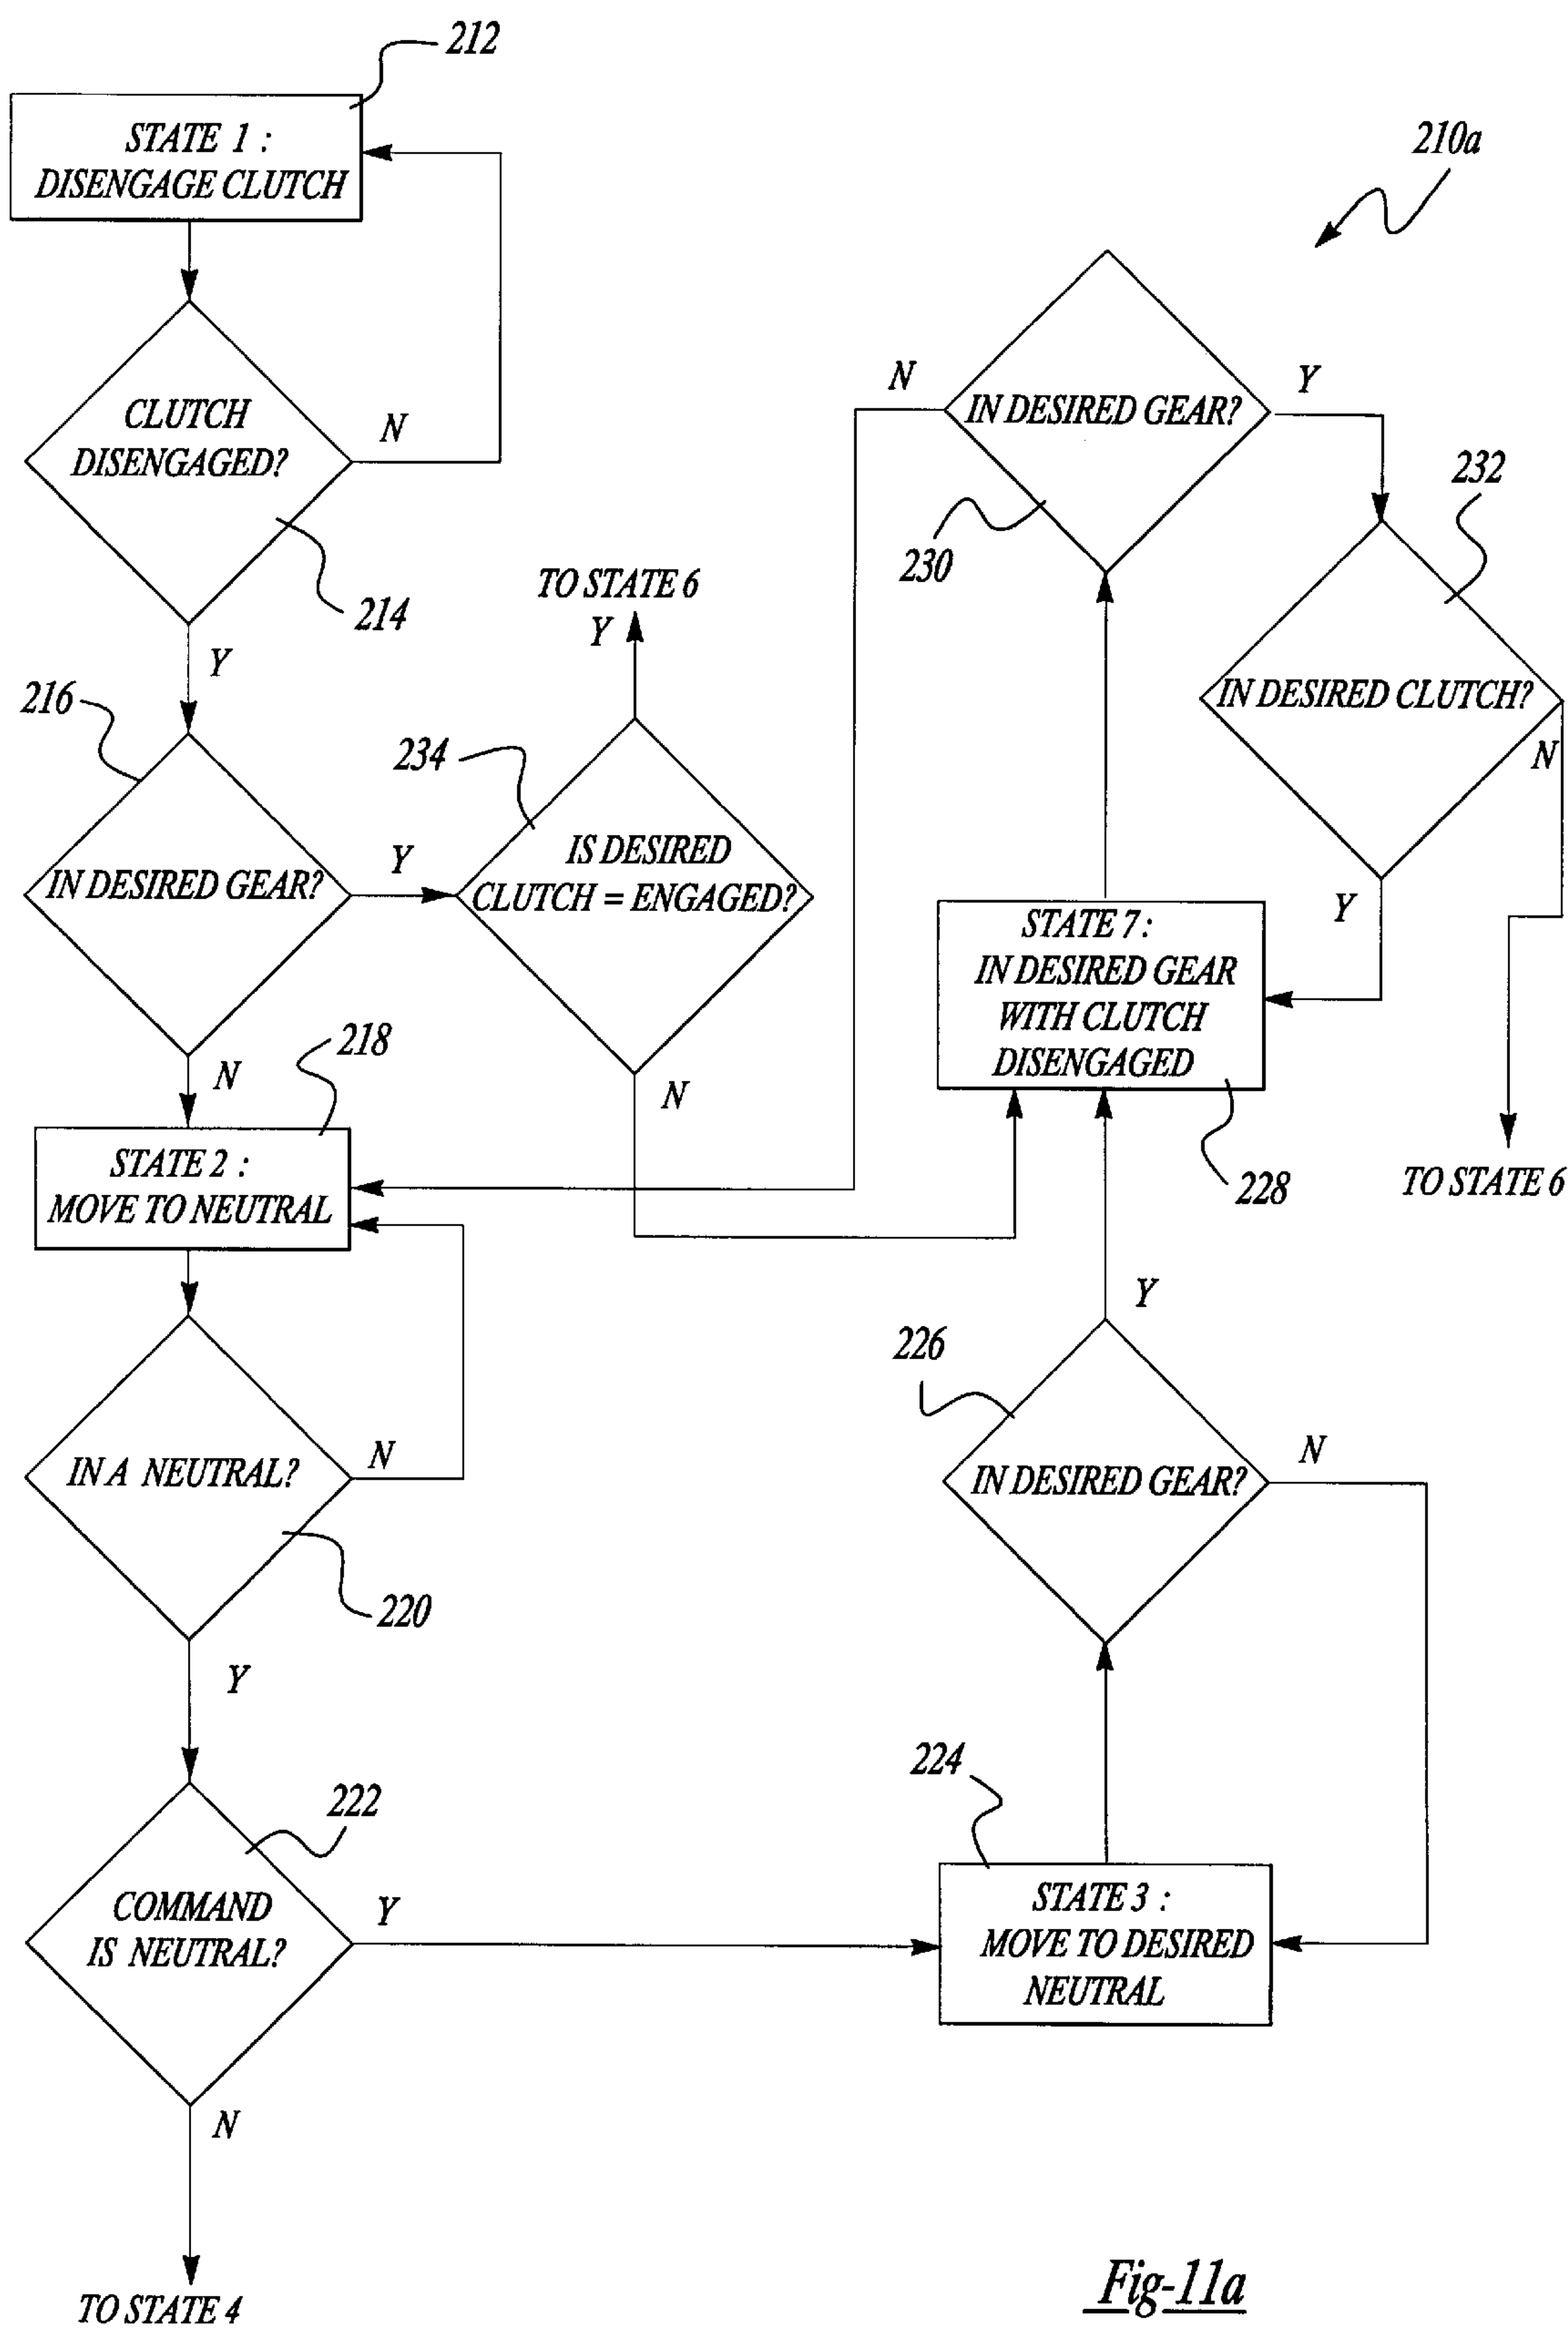 212
STATE 1 :
DISENGAGE CLUTCH
210a
CLUTCH
DISENGAGED?
N
214
Y
N
IN DESIRED GEAR?
Y
230
232
IN DESIRED CLUTCH?
N
Y
TO STATE 6
Y
216
IN DESIRED GEAR?
Y
234
IS DESIRED
CLUTCH = ENGAGED?
N
N
218
STATE 2 :
MOVE TO NEUTRAL
STATE 7 :
IN DESIRED GEAR
WITH CLUTCH
DISENGAGED
228
TO STATE 6
IN A NEUTRAL?
N
220
Y
Y
226
IN DESIRED GEAR?
N
222
COMMAND
IS NEUTRAL?
Y
N
224
STATE 3 :
MOVE TO DESIRED
NEUTRAL
TO STATE 4
Fig-11a